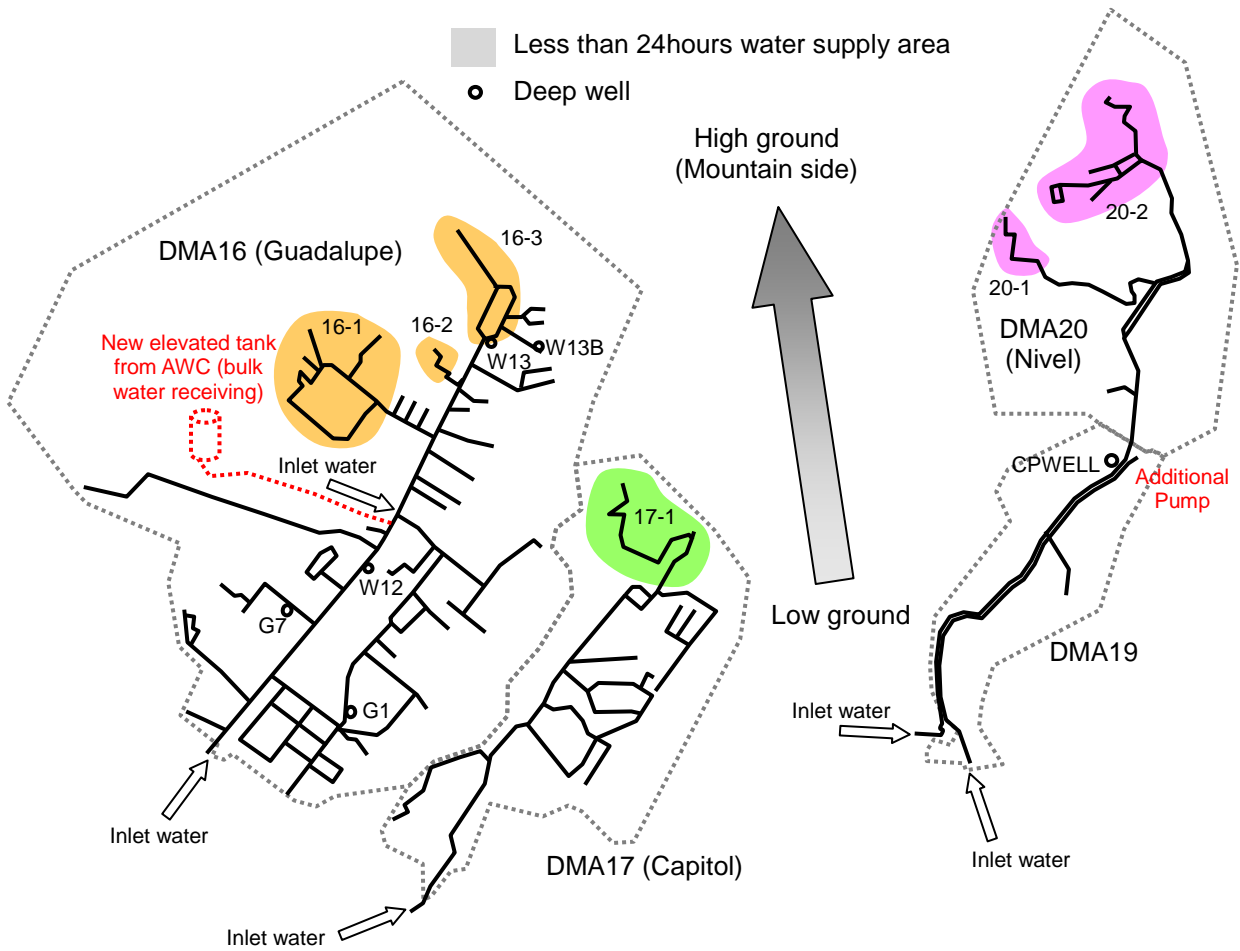 Less than 24hours water supply area
Deep well
High ground
(Mountain side)
Low ground
DMA16 (Guadalupe)
16-3
16-1
16-2
W13
W13B
New elevated tank
from AWC (bulk
water receiving)
Inlet water
W12
G7
G1
Inlet water
17-1
DMA17 (Capitol)
Inlet water
20-2
20-1
DMA20
(Nivel)
CPWELL
Additional
Pump
DMA19
Inlet water
Inlet water